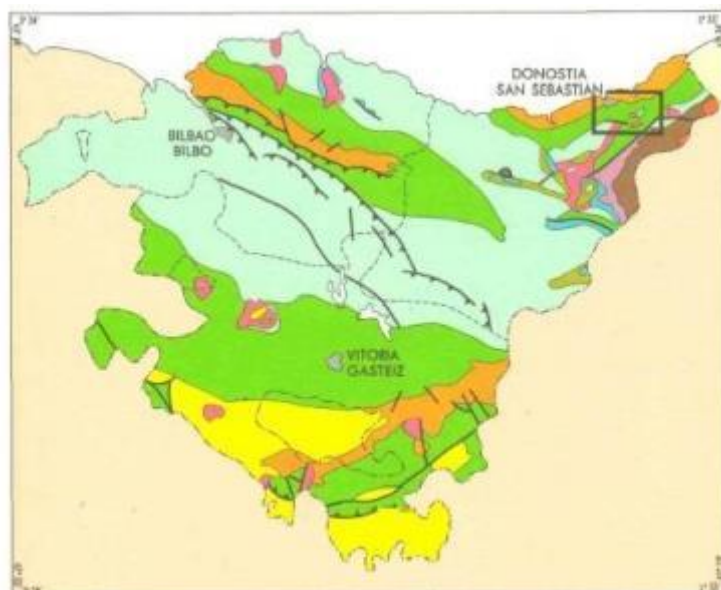 DONOSTIA
SAN SEBASTIAN
BILBAO
BILBO
VITORIA
GASTEIZ